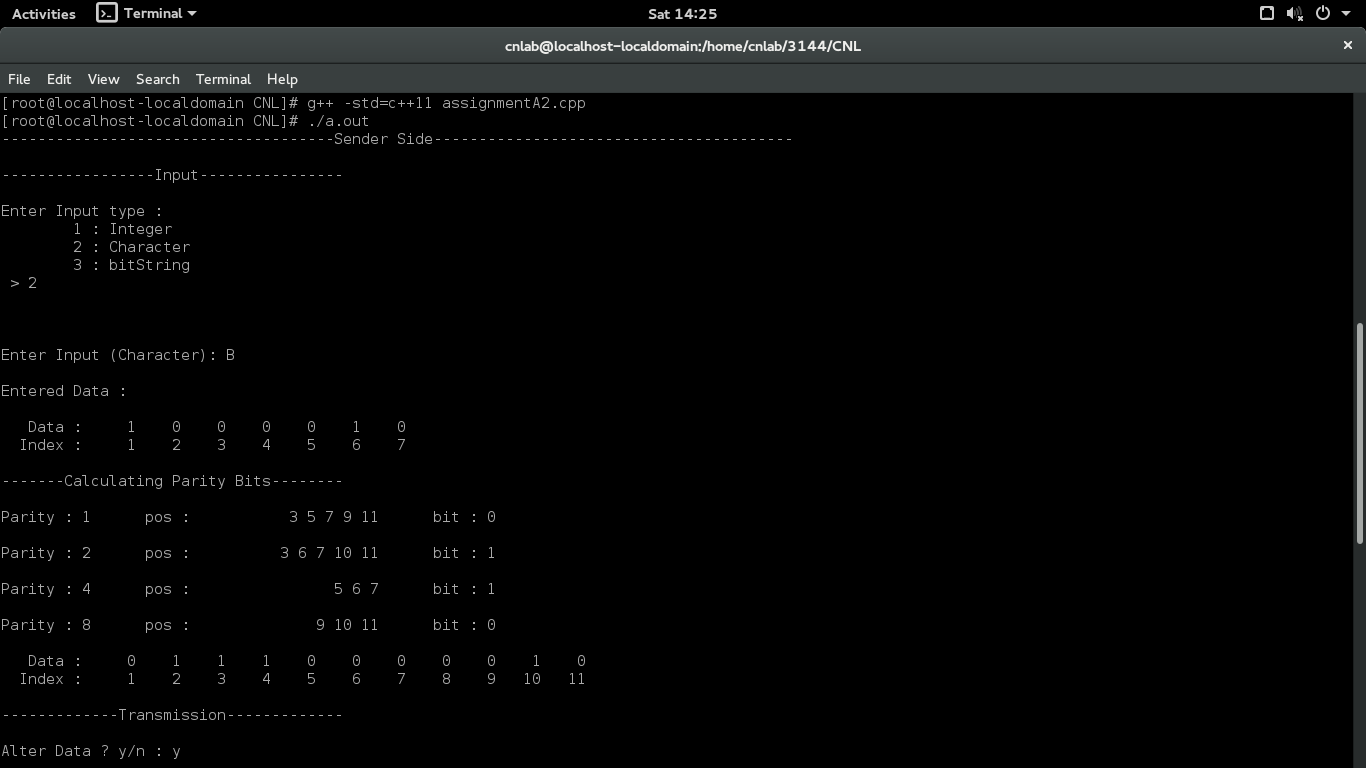 Activities Terminal Sat 14:25
cnlab@localhost-localdomain:/home/cnlab/3144/CNL ×
File Edit View Search Terminal Help
[root@localhost-localdomain CNL]# g++ -std=c++11 assignmentA2.cpp
[root@localhost-localdomain CNL]# ./a.out
-------------------------------------Sender Side----------------------------------------
-----------------Input----------------
Enter Input type :
1 : Integer
2 : Character
3 : bitString
> 2
Enter Input (Character): B
Entered Data :
Data : 1 0 0 0 0 1 0
Index : 1 2 3 4 5 6 7
-------Calculating Parity Bits--------
Parity : 1 pos : 3 5 7 9 11 bit : 0
Parity : 2 pos : 3 6 7 10 11 bit : 1
Parity : 4 pos : 5 6 7 bit : 1
Parity : 8 pos : 9 10 11 bit : 0
Data : 0 1 1 1 0 0 0 0 0 1 0
Index : 1 2 3 4 5 6 7 8 9 10 11
-------------Transmission-------------
Alter Data ? y/n : y